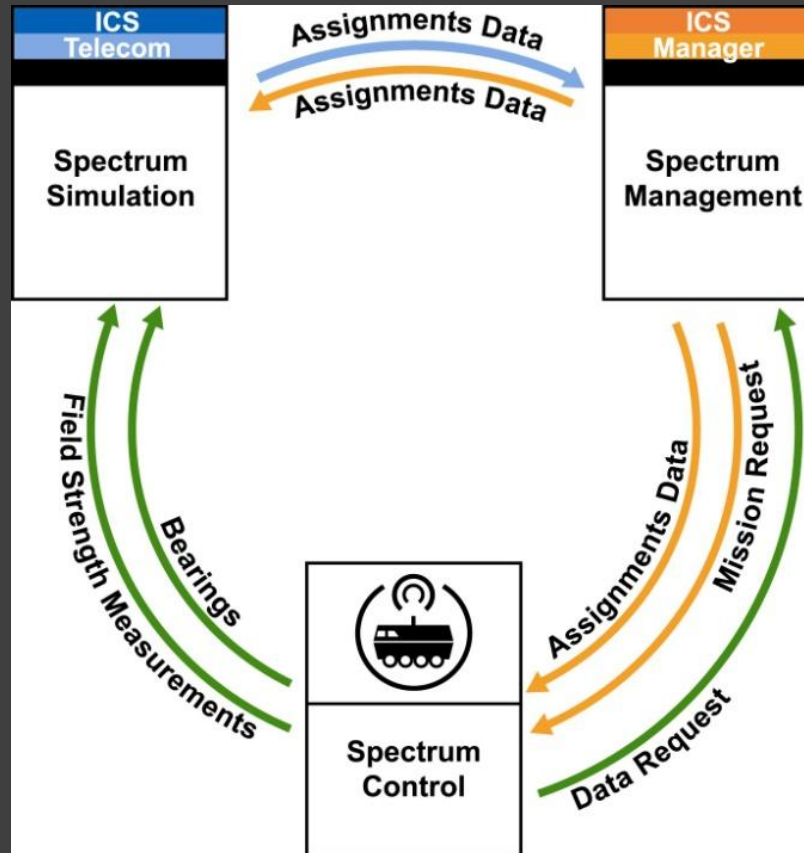 ICS
Telecom
Assignments Data
ICS
Manager
Assignments Data
Spectrum
Simulation
Spectrum
Management
Field Strength Measurements
Bearings
Assignments Data
Mission Request
Data Request
Spectrum
Control